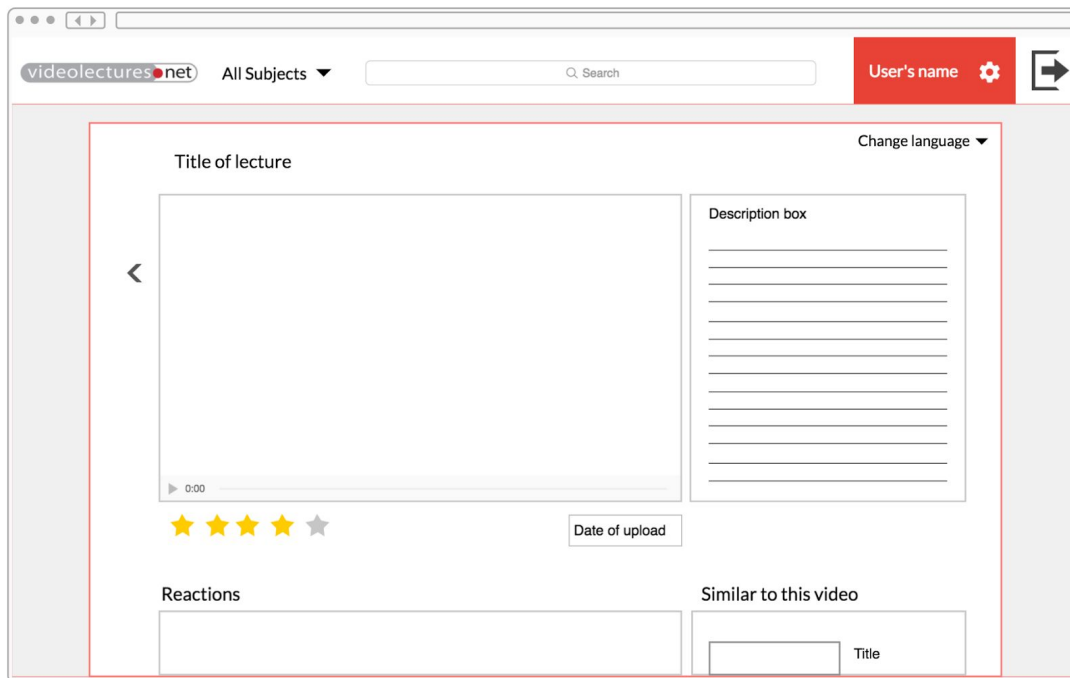 videolectures.net
All Subjects
Search
User's name
Change language
Title of lecture
Description box
0:00
Date of upload
Reactions
Similar to this video
Title